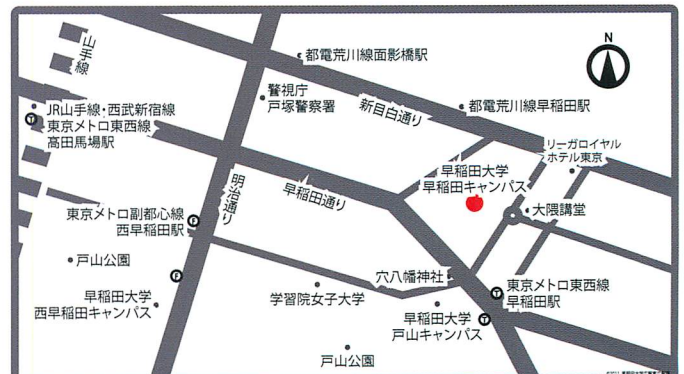 N
山手線
都電荒川線面影橋駅
警視庁
戸塚警察署
新目白通り
都電荒川線早稲田駅
JR山手線・西武新宿線
東京メトロ東西線
高田馬場駅
リーガロイヤル
ホテル東京
早稲田大学
早稲田キャンパス
明治通り
早稲田通り
大隈講堂
東京メトロ副都心線
西早稲田駅
戸山公園
穴八幡神社
東京メトロ東西線
早稲田駅
早稲田大学
西早稲田キャンパス
学習院女子大学
早稲田大学
戸山キャンパス
戸山公園
T
F
F
T
T